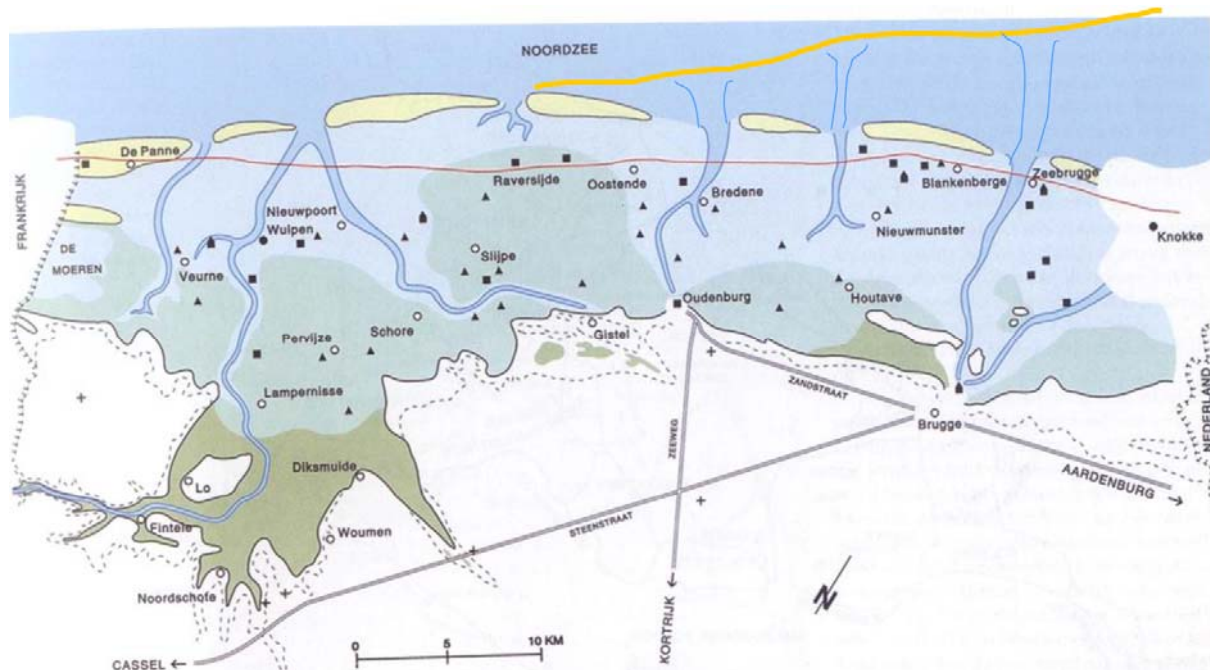 NOORDZEE
De Panne
FRANKRIJK
Raversijde
Oostende
Bredene
Blankenberge
Zeebrugge
Nieuwpoort
Wulpen
Nieuwmunster
Knokke
DE
MOEREN
Veurne
Slijpe
Oudenburg
Houtave
Schore
Gistel
Pervijze
Lampernisse
ZANDSTRAAT
Brugge
NEDERLAND
ZEEWEG
Diksmuide
Lo
AARDENBURG
STEENSTRAAT
Fintele
Woumen
Noordschote
N
KORTRIJK
0 5 10 KM
CASSEL